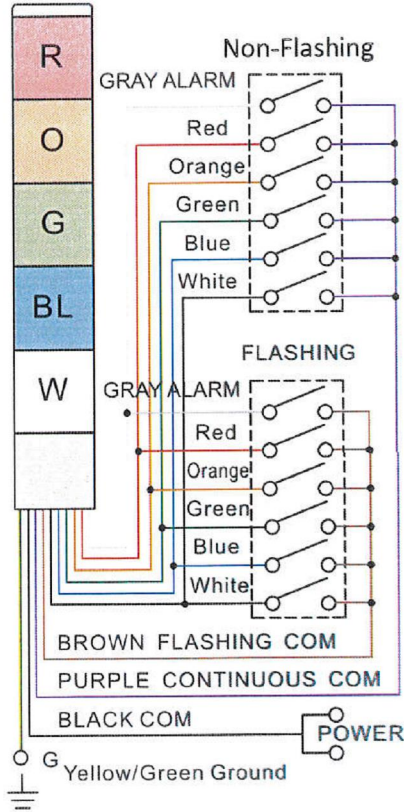 R
O
G
BL
W
Non-Flashing
GRAY ALARM
Red
Orange
Green
Blue
White
FLASHING
GRAY ALARM
Red
Orange
Green
Blue
White
BROWN FLASHING COM
PURPLE CONTINUOUS COM
BLACK COM
POWER
G
Yellow/Green Ground